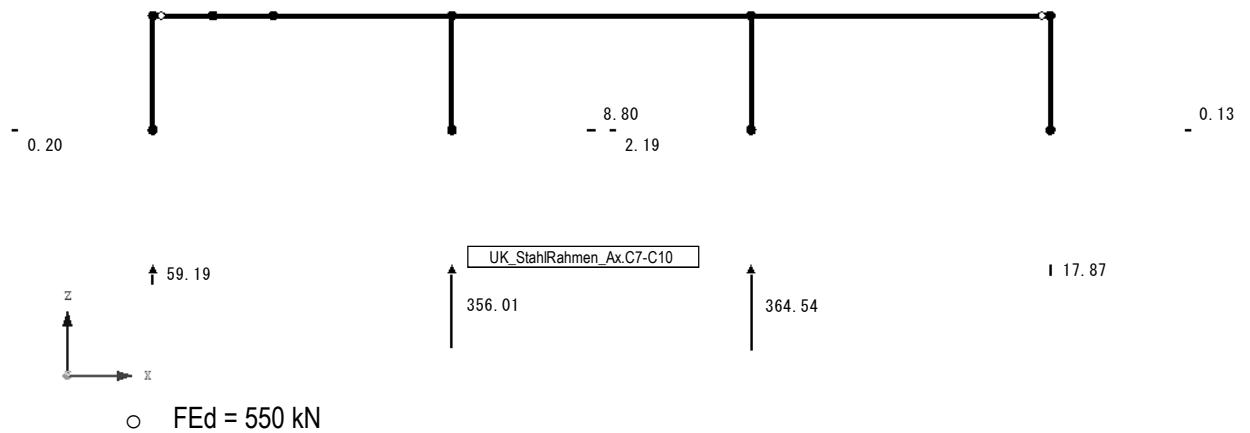 8.80
0.13
0.20
2.19
UK_StahlRahmen_Ax.C7-C10
59.19
17.87
z
356.01
364.54
x
○ FEd = 550 kN